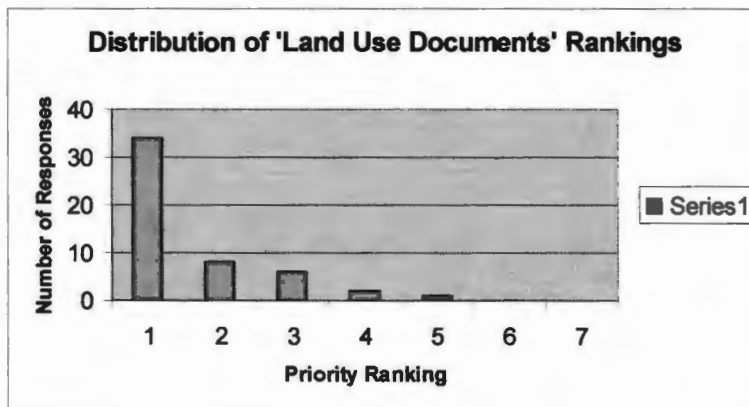 Distribution of 'Land Use Documents' Rankings
Number of Responses
40
30
20
10
0
1 2 3 4 5 6 7
Priority Ranking
Series1